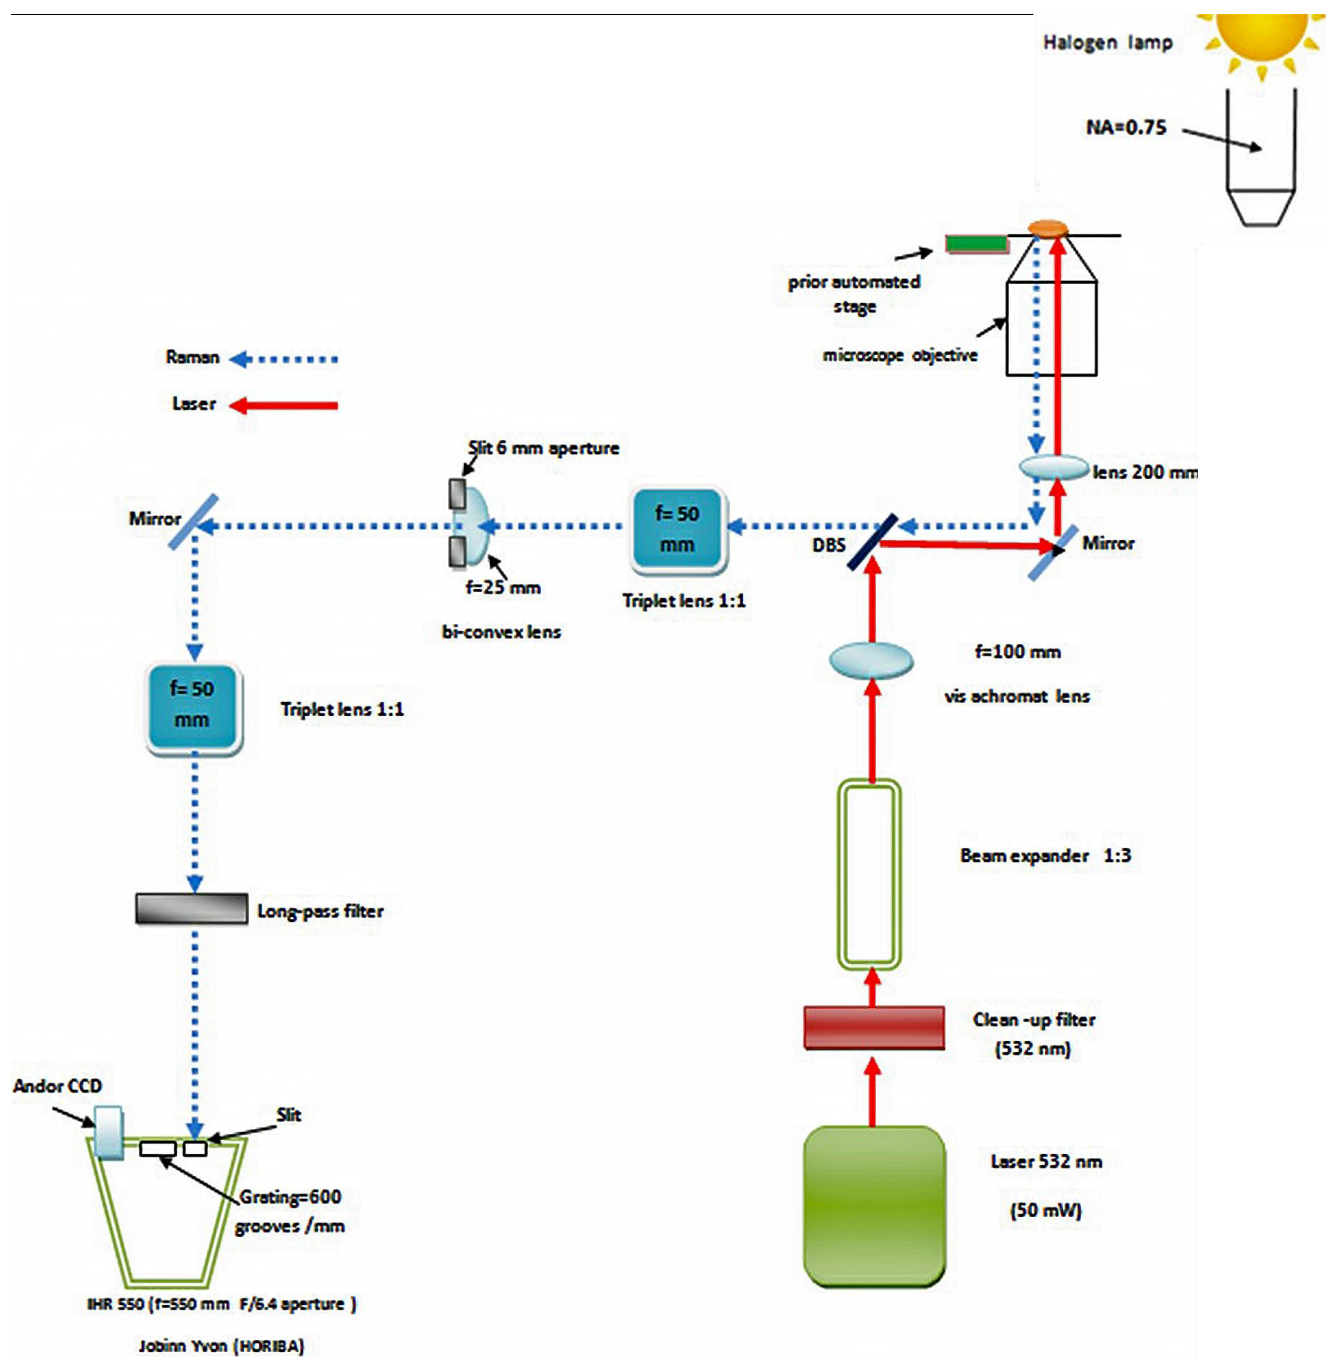 Halogen lamp
NA=0.75
prior automated
stage
microscope objective
Raman
Laser
Slit 6 mm aperture
lens 200 mm
Mirror
f= 50
mm
DBS
Mirror
f=25 mm
Triplet lens 1:1
bi-convex lens
f=100 mm
vis achromat lens
f= 50
mm
Triplet lens 1:1
Beam expander 1:3
Long-pass filter
Clean -up filter
(532 nm)
Andor CCD
Slit
Laser 532 nm
(50 mW)
Grating=600
grooves /mm
IHR 550 (f=550 mm F/6.4 aperture )
Jobinn Yvon (HORIBA)